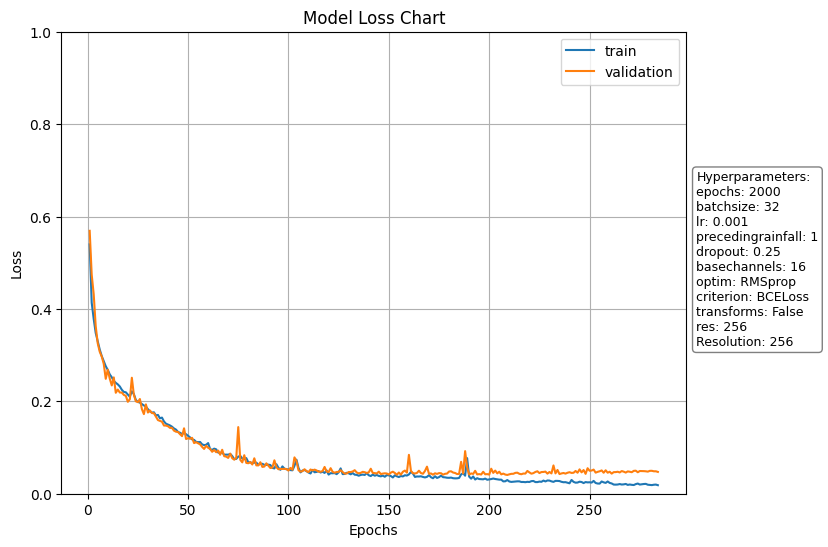 Model Loss Chart
1.0
0.8
0.6
0.4
0.2
0.0
Loss
0
50
100
150
200
250
Epochs
train
validation
Hyperparameters:
epochs: 2000
batchsize: 32
lr: 0.001
precedingrainfall: 1
dropout: 0.25
basechannels: 16
optim: RMSprop
criterion: BCELoss
transforms: False
res: 256
Resolution: 256